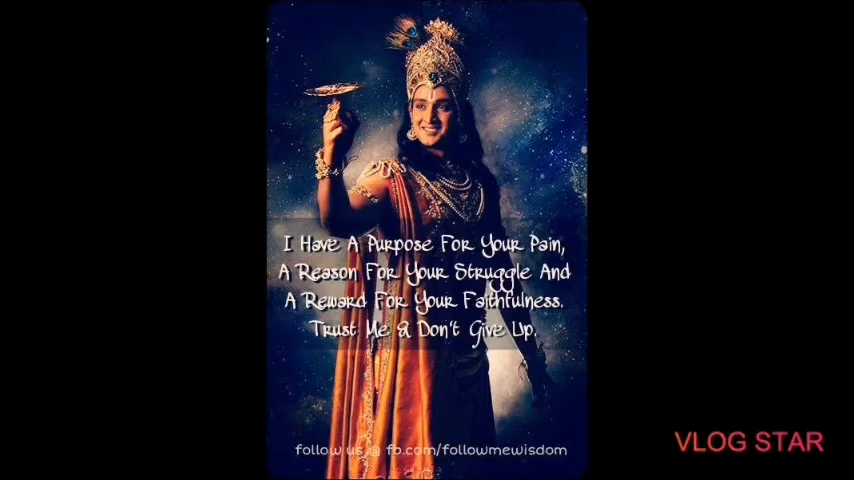 I Have A Purpose For Your Pain,
A Reason For Your Struggle And
A Reward For Your Faithfulness.
Trust Me & Don't Give Up.
follow us @ fb.com/followmewisdom
VLOG STAR